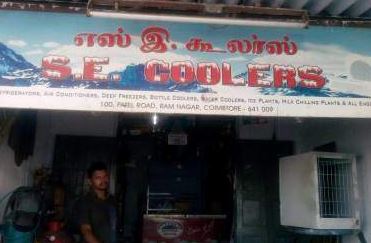 எஸ் இ. கூலர்ஸ்
S.E. COOLERS
REFRIGERATORS, AIR CONDITIONERS, DEEP FREEZERS, BOTTLE COOLERS, WATER COOLERS, ICE PLANTS, MILK CHILLING PLANTS & ALL
100, PATEL ROAD, RAM NAGAR, COIMBATORE - 641 009